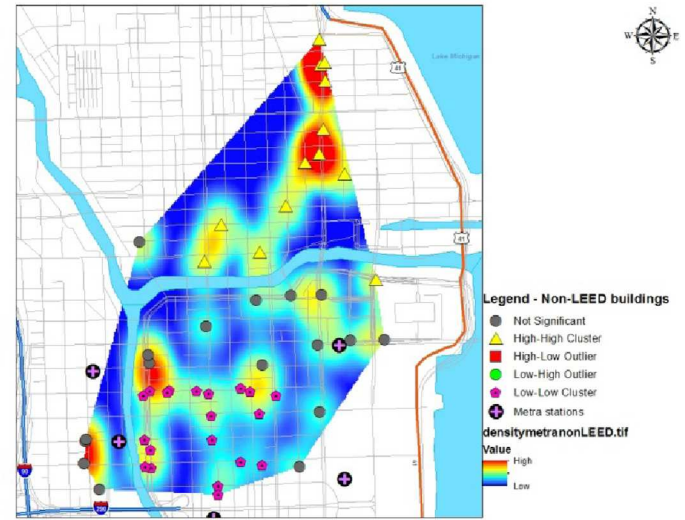 N
W E
S
Lake Michigan
41
41
Legend - Non-LEED buildings
Not Significant
High-High Cluster
High-Low Outlier
Low-High Outlier
Low-Low Cluster
Metra stations
densitymetranonLEED.tif
Value
High
Low
90
290